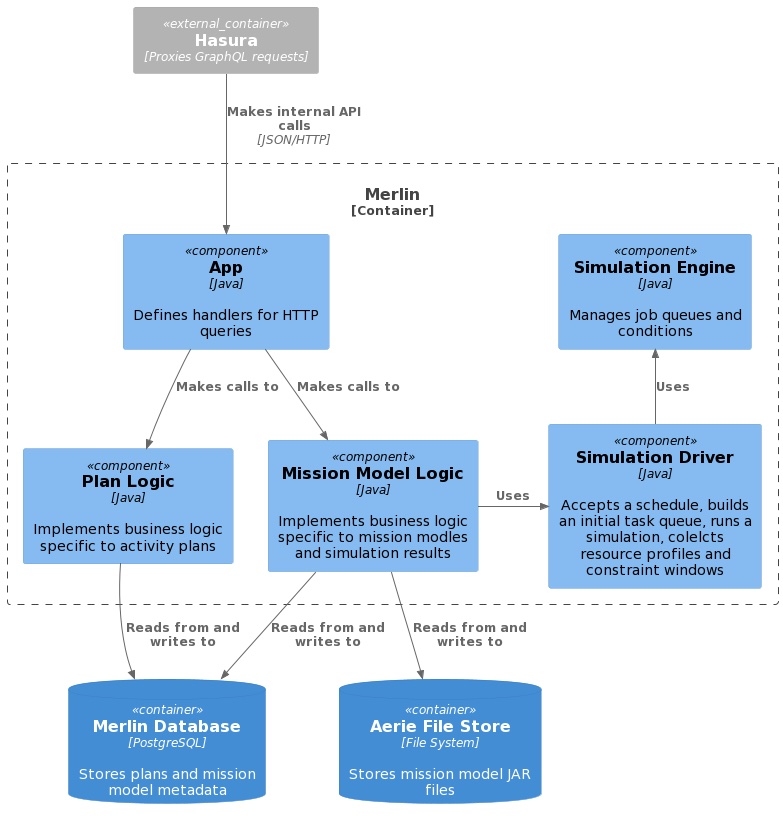 «external_container»
Hasura
[Proxies GraphQL requests]
Makes internal API
calls
[JSON/HTTP]
Merlin
[Container]
«component»
App
[Java]
Defines handlers for HTTP
queries
«component»
Simulation Engine
[Java]
Manages job queues and
conditions
Makes calls to
Makes calls to
Uses
«component»
Plan Logic
[Java]
Implements business logic
specific to activity plans
«component»
Mission Model Logic
[Java]
Implements business logic
specific to mission modles
and simulation results
Uses
«component»
Simulation Driver
[Java]
Accepts a schedule, builds
an initial task queue, runs a
simulation, colelcts
resource profiles and
constraint windows
Reads from and
writes to
Reads from and
writes to
Reads from and
writes to
«container»
Merlin Database
[PostgreSQL]
Stores plans and mission
model metadata
«container»
Aerie File Store
[File System]
Stores mission model JAR
files